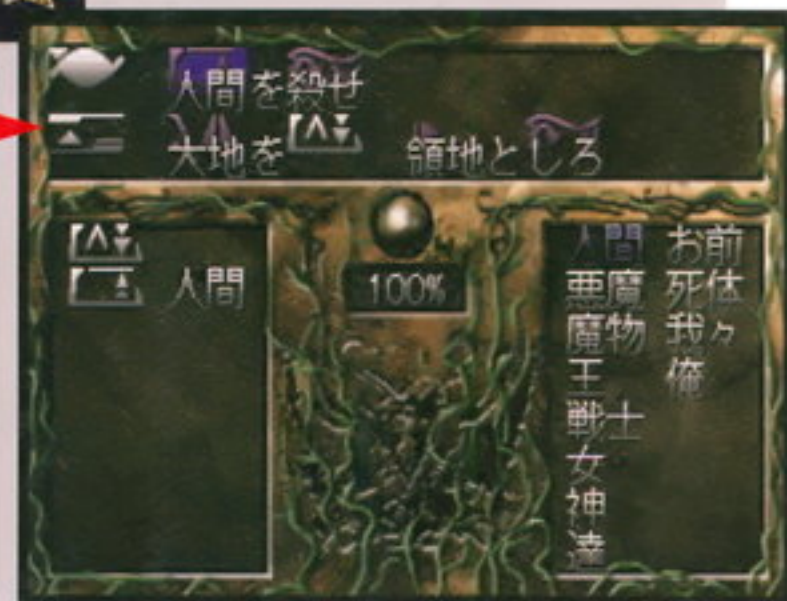 人間を殺せ
大地を 領地としろ
人間
100%
人間 お前
悪魔 死体
魔物 我々
王 俺
戦士
女
神
達